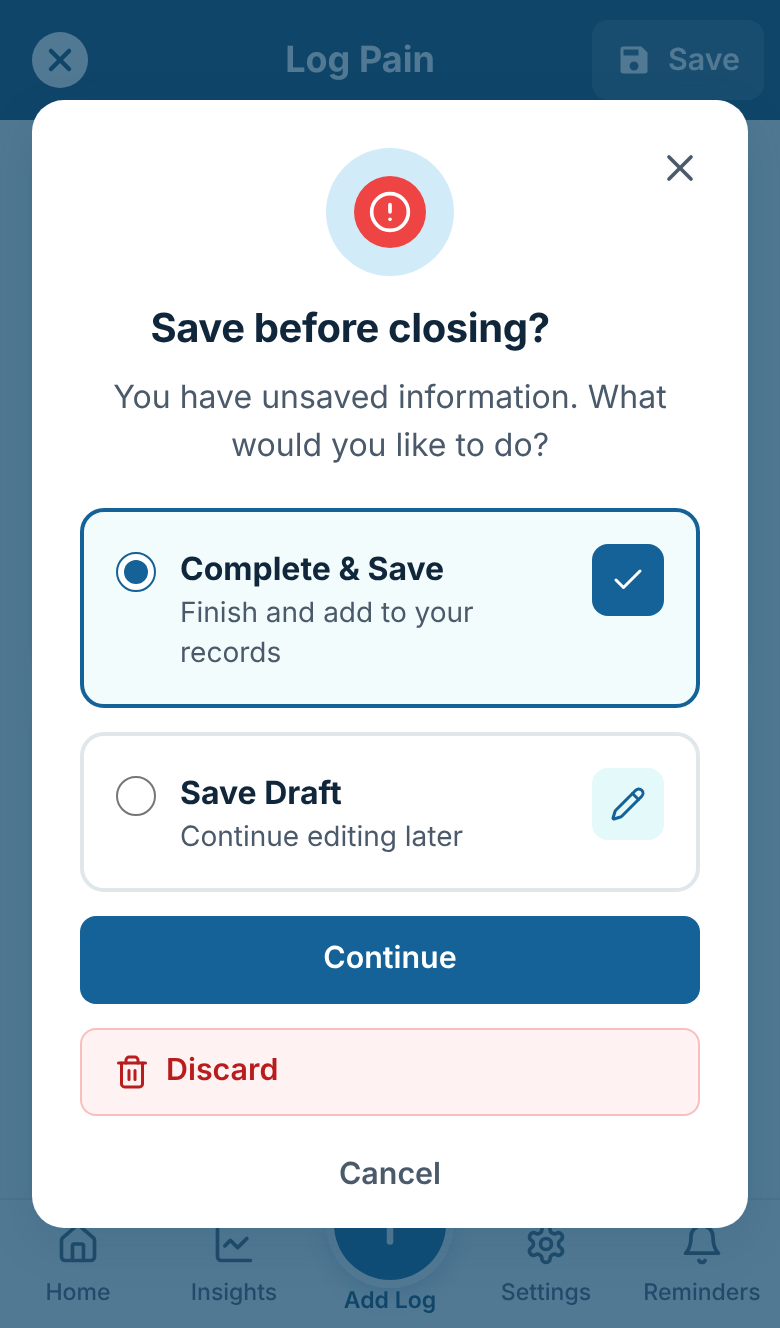 Log Pain
Save
Save before closing?
You have unsaved information. What
would you like to do?
Complete & Save
Finish and add to your
records
Save Draft
Continue editing later
Continue
Discard
Cancel
Home
Insights
Add Log
Settings
Reminders